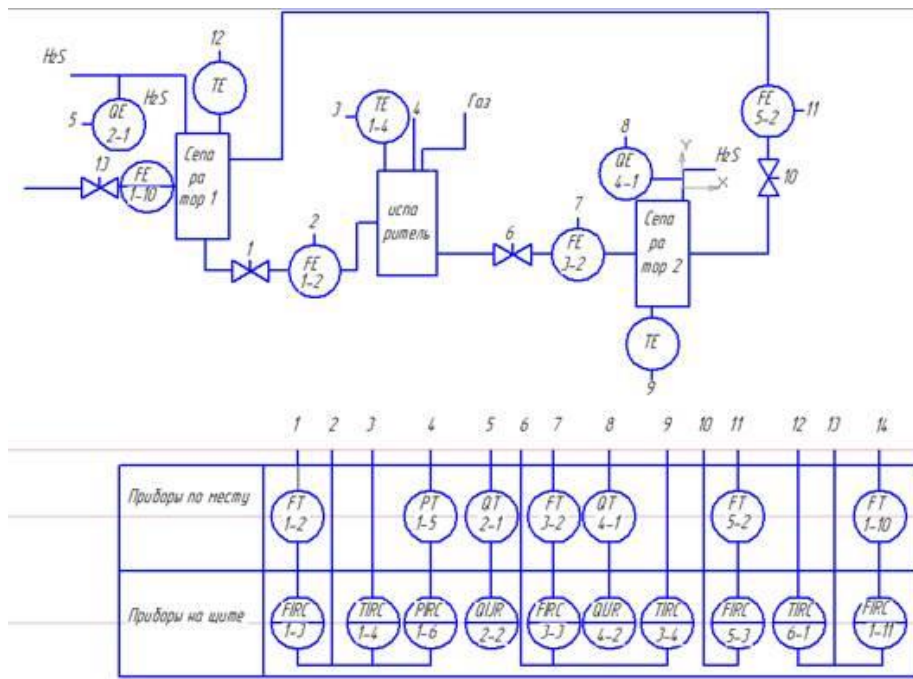 12
H₂S
TE
H₂S
5
QE
2-1
13
FE
1-10
Сепа
ра
тор 1
1
2
FE
1-2
3
TE
1-4
4
Газ
испа
ритель
6
7
FE
3-2
8
QE
4-1
Y
X
H₂S
Сепа
ра
тор 2
TE
9
FE
5-2
11
10
1 2 3 4 5 6 7 8 9 10 11 12 13 14
Приборы по месту
FT
1-2
PT
1-5
QT
2-1
FT
3-2
QT
4-1
FT
5-2
FT
1-10
Приборы на щите
FIRC
1-3
TIRC
1-4
PIRC
1-6
QUR
2-2
FIRC
3-3
QUR
4-2
TIRC
3-4
FIRC
5-3
TIRC
6-1
FIRC
1-11